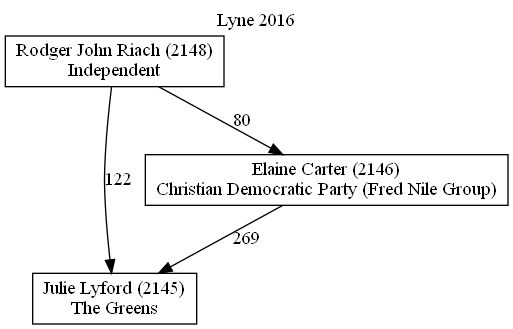 Lyne 2016
Rodger John Riach (2148)
Independent
80
Elaine Carter (2146)
Christian Democratic Party (Fred Nile Group)
122
269
Julie Lyford (2145)
The Greens